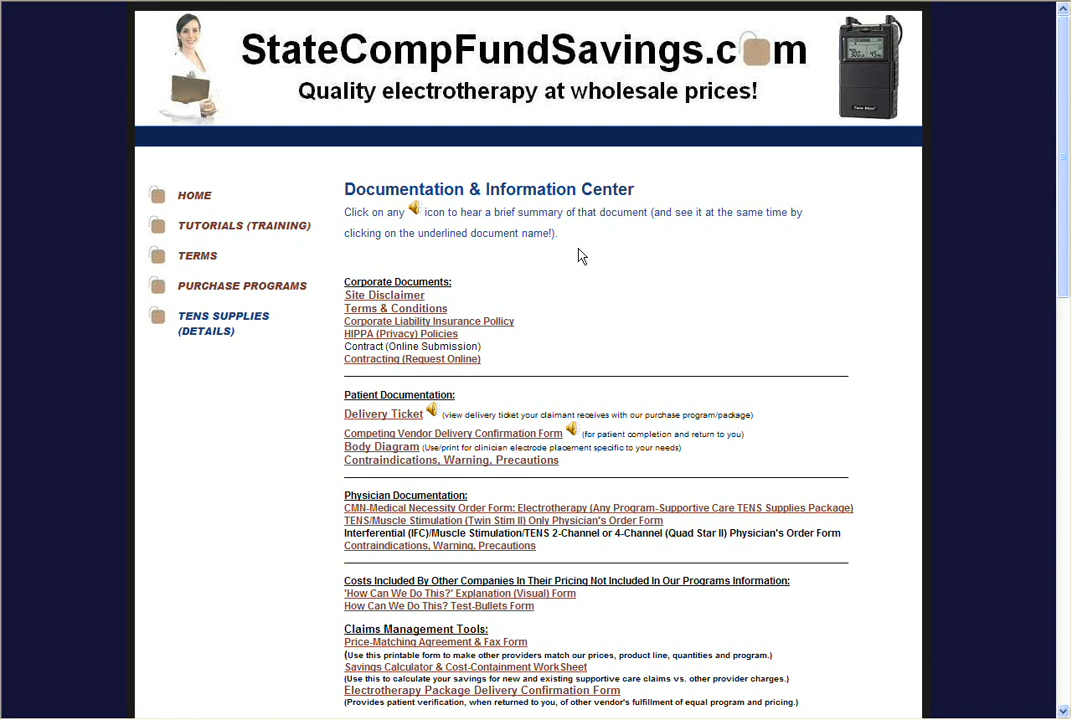 StateCompFundSavings.com
Quality electrotherapy at wholesale prices!
HOME
TUTORIALS (TRAINING)
TERMS
PURCHASE PROGRAMS
TENS SUPPLIES
(DETAILS)
Documentation & Information Center
Click on any icon to hear a brief summary of that document (and see it at the same time by
clicking on the underlined document name!).
Corporate Documents:
Site Disclaimer
Terms & Conditions
Corporate Liability Insurance Pollicy
HIPPA (Privacy) Policies
Contract (Online Submission)
Contracting (Request Online)
Patient Documentation:
Delivery Ticket (view delivery ticket your claimant receives with our purchase program/package)
Competing Vendor Delivery Confirmation Form (for patient completion and return to you)
Body Diagram (Use/print for clinician electrode placement specific to your needs)
Contraindications, Warning, Precautions
Physician Documentation:
CMN-Medical Necessity Order Form: Electrotherapy (Any Program-Supportive Care TENS Supplies Package)
TENS/Muscle Stimulation (Twin Stim II) Only Physician's Order Form
Interferential (IFC)/Muscle Stimulation/TENS 2-Channel or 4-Channel (Quad Star II) Physician's Order Form
Contraindications, Warning, Precautions
Costs Included By Other Companies In Their Pricing Not Included In Our Programs Information:
'How Can We Do This?' Explanation (Visual) Form
How Can We Do This? Test-Bullets Form
Claims Management Tools:
Price-Matching Agreement & Fax Form
(Use this printable form to make other providers match our prices, product line, quantities and program.)
Savings Calculator & Cost-Containment WorkSheet
(Use this to calculate your savings for new and existing supportive care claims vs. other provider charges.)
Electrotherapy Package Delivery Confirmation Form
(Provides patient verification, when returned to you, of other vendor's fulfillment of equal program and pricing.)